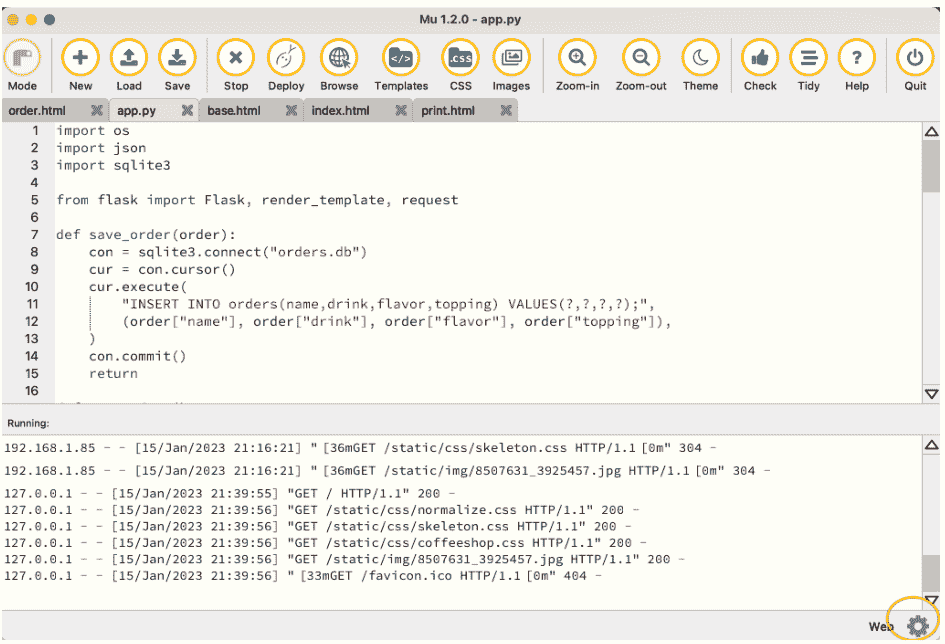 Mu 1.2.0 - app.py
</>
.css
?
Mode New Load Save Stop Deploy Browse Templates CSS Images Zoom-in Zoom-out Theme Check Tidy Help Quit
order.html app.py base.html index.html print.html
1 import os
2 import json
3 import sqlite3
4
5 from flask import Flask, render_template, request
6
7 def save_order(order):
8     con = sqlite3.connect("orders.db")
9     cur = con.cursor()
10     cur.execute(
11         "INSERT INTO orders(name,drink,flavor,topping) VALUES(?,?,?,?);",
12         (order["name"], order["drink"], order["flavor"], order["topping"]),
13     )
14     con.commit()
15     return
16
Running:
192.168.1.85 - - [15/Jan/2023 21:16:21] " [36mGET /static/css/skeleton.css HTTP/1.1 [0m" 304 -
192.168.1.85 - - [15/Jan/2023 21:16:21] " [36mGET /static/img/8507631_3925457.jpg HTTP/1.1 [0m" 304 -
127.0.0.1 - - [15/Jan/2023 21:39:55] "GET / HTTP/1.1" 200 -
127.0.0.1 - - [15/Jan/2023 21:39:56] "GET /static/css/normalize.css HTTP/1.1" 200 -
127.0.0.1 - - [15/Jan/2023 21:39:56] "GET /static/css/skeleton.css HTTP/1.1" 200 -
127.0.0.1 - - [15/Jan/2023 21:39:56] "GET /static/css/coffeeshop.css HTTP/1.1" 200 -
127.0.0.1 - - [15/Jan/2023 21:39:56] "GET /static/img/8507631_3925457.jpg HTTP/1.1" 200 -
127.0.0.1 - - [15/Jan/2023 21:39:56] " [33mGET /favicon.ico HTTP/1.1 [0m" 404 -
Web